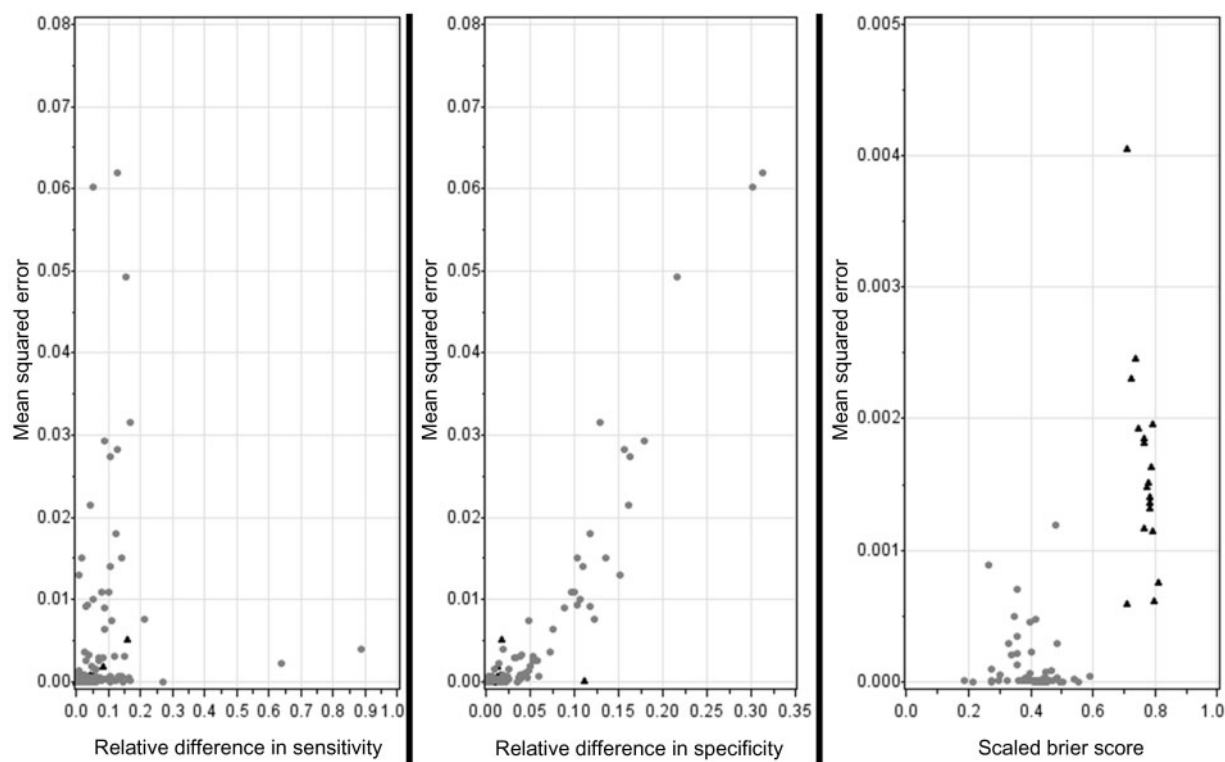 0.08
0.07
0.06
0.05
0.04
0.03
0.02
0.01
0.00
Mean squared error
0.0 0.1 0.2 0.3 0.4 0.5 0.6 0.7 0.8 0.9 1.0
Relative difference in sensitivity
0.08
0.07
0.06
0.05
0.04
0.03
0.02
0.01
0.00
Mean squared error
0.00 0.05 0.10 0.15 0.20 0.25 0.30 0.35
Relative difference in specificity
0.005
0.004
0.003
0.002
0.001
0.000
Mean squared error
0.0 0.2 0.4 0.6 0.8 1.0
Scaled brier score